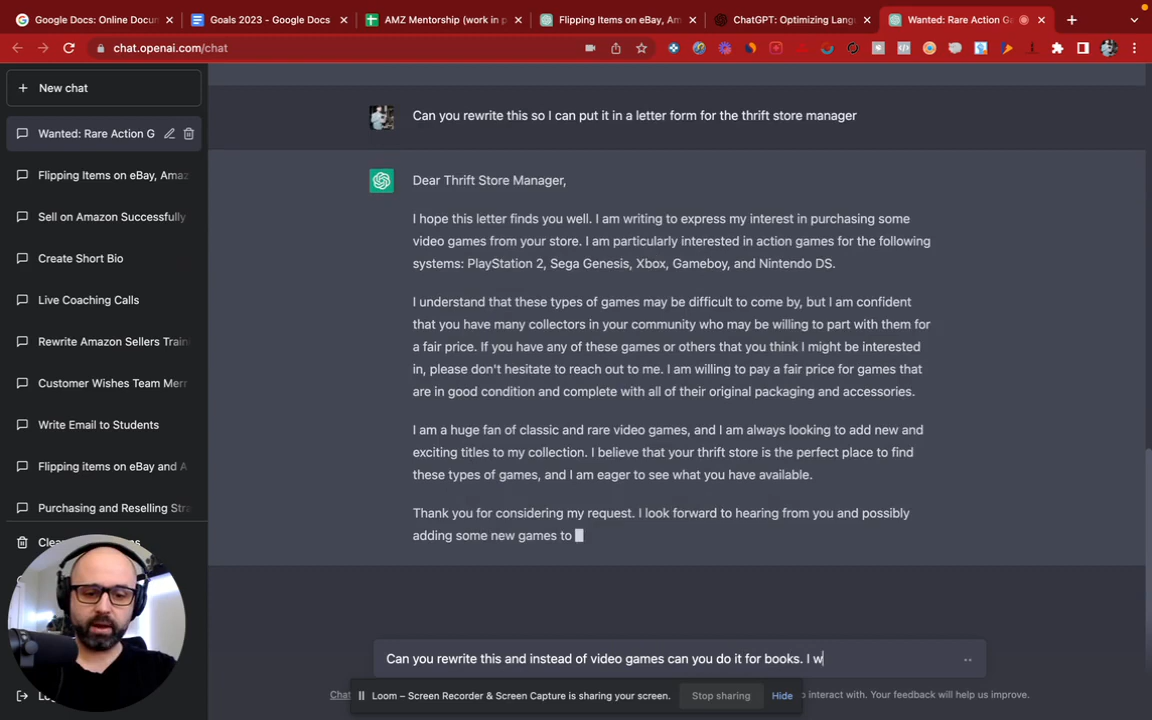 Google Docs: Online Docum
Goals 2023 - Google Docs
AMZ Mentorship (work in p
Flipping Items on eBay, Am
ChatGPT: Optimizing Lang
Wanted: Rare Action G
chat.openai.com/chat
New chat
Wanted: Rare Action G
Flipping Items on eBay, Amaz
Sell on Amazon Successfully
Create Short Bio
Live Coaching Calls
Rewrite Amazon Sellers Train
Customer Wishes Team Merr
Write Email to Students
Flipping items on eBay and A
Purchasing and Reselling Stra
Can you rewrite this so I can put it in a letter form for the thrift store manager
Dear Thrift Store Manager,
I hope this letter finds you well. I am writing to express my interest in purchasing some
video games from your store. I am particularly interested in action games for the following
systems: PlayStation 2, Sega Genesis, Xbox, Gameboy, and Nintendo DS.
I understand that these types of games may be difficult to come by, but I am confident
that you have many collectors in your community who may be willing to part with them for
a fair price. If you have any of these games or others that you think I might be interested
in, please don't hesitate to reach out to me. I am willing to pay a fair price for games that
are in good condition and complete with all of their original packaging and accessories.
I am a huge fan of classic and rare video games, and I am always looking to add new and
exciting titles to my collection. I believe that your thrift store is the perfect place to find
these types of games, and I am eager to see what you have available.
Thank you for considering my request. I look forward to hearing from you and possibly
adding some new games to
Can you rewrite this and instead of video games can you do it for books. I w
Loom – Screen Recorder & Screen Capture is sharing your screen.
Stop sharing
Hide
to interact with. Your feedback will help us improve.